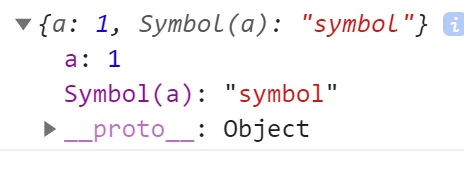 {a: 1, Symbol(a): "symbol"} i
a: 1
Symbol(a): "symbol"
__proto__: Object